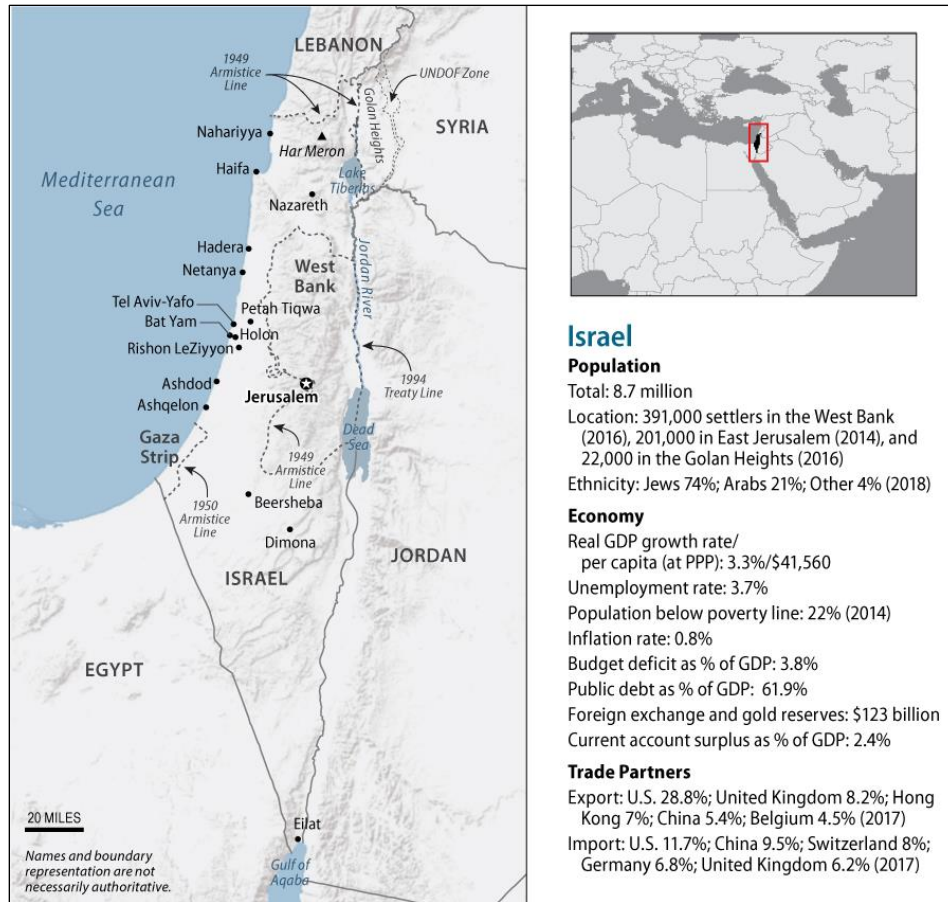 LEBANON
1949
Armistice
Line
UNDOF Zone
Golan Heights
SYRIA
Nahariyya
Har Meron
Haifa
Lake
Tiberias
Mediterranean
Sea
Nazareth
Hadera
Netanya
West
Bank
Jordan River
Tel Aviv-Yafo
Petah Tiqwa
Bat Yam
Holon
Rishon LeZiyyon
1994
Treaty Line
Ashdod
Jerusalem
Ashqelon
Dead
Sea
Gaza
Strip
1949
Armistice
Line
1950
Armistice
Line
Beersheba
Dimona
JORDAN
ISRAEL
EGYPT
20 MILES
Eilat
Gulf of
Aqaba
Names and boundary
representation are not
necessarily authoritative.
Israel
Population
Total: 8.7 million
Location: 391,000 settlers in the West Bank
(2016), 201,000 in East Jerusalem (2014), and
22,000 in the Golan Heights (2016)
Ethnicity: Jews 74%; Arabs 21%; Other 4% (2018)
Economy
Real GDP growth rate/
per capita (at PPP): 3.3%/$41,560
Unemployment rate: 3.7%
Population below poverty line: 22% (2014)
Inflation rate: 0.8%
Budget deficit as % of GDP: 3.8%
Public debt as % of GDP: 61.9%
Foreign exchange and gold reserves: $123 billion
Current account surplus as % of GDP: 2.4%
Trade Partners
Export: U.S. 28.8%; United Kingdom 8.2%; Hong
Kong 7%; China 5.4%; Belgium 4.5% (2017)
Import: U.S. 11.7%; China 9.5%; Switzerland 8%;
Germany 6.8%; United Kingdom 6.2% (2017)